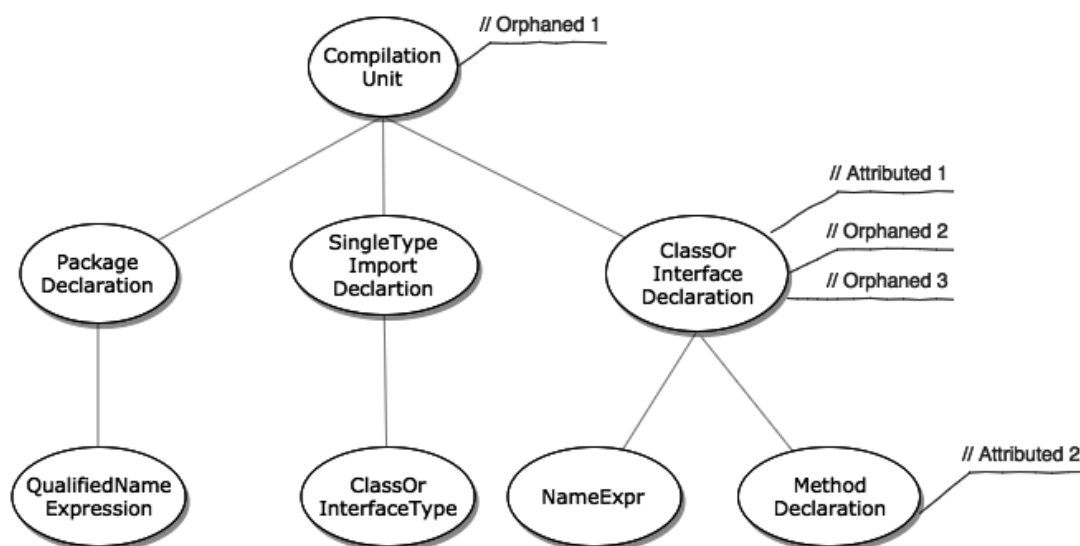 // Orphaned 1
Compilation
Unit
// Attributed 1
// Orphaned 2
// Orphaned 3
Package
Declaration
SingleType
Import
Declartion
ClassOr
Interface
Declaration
// Attributed 2
QualifiedName
Expression
ClassOr
InterfaceType
NameExpr
Method
Declaration